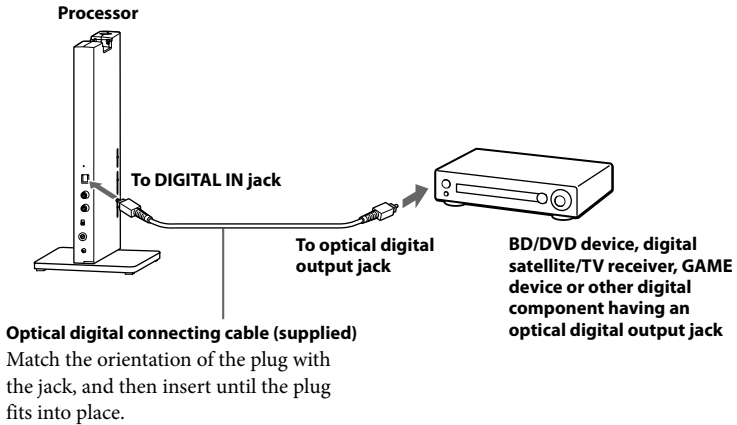 Processor
To DIGITAL IN jack
To optical digital
output jack
BD/DVD device, digital
satellite/TV receiver, GAME
device or other digital
component having an
optical digital output jack
Optical digital connecting cable (supplied)
Match the orientation of the plug with
the jack, and then insert until the plug
fits into place.